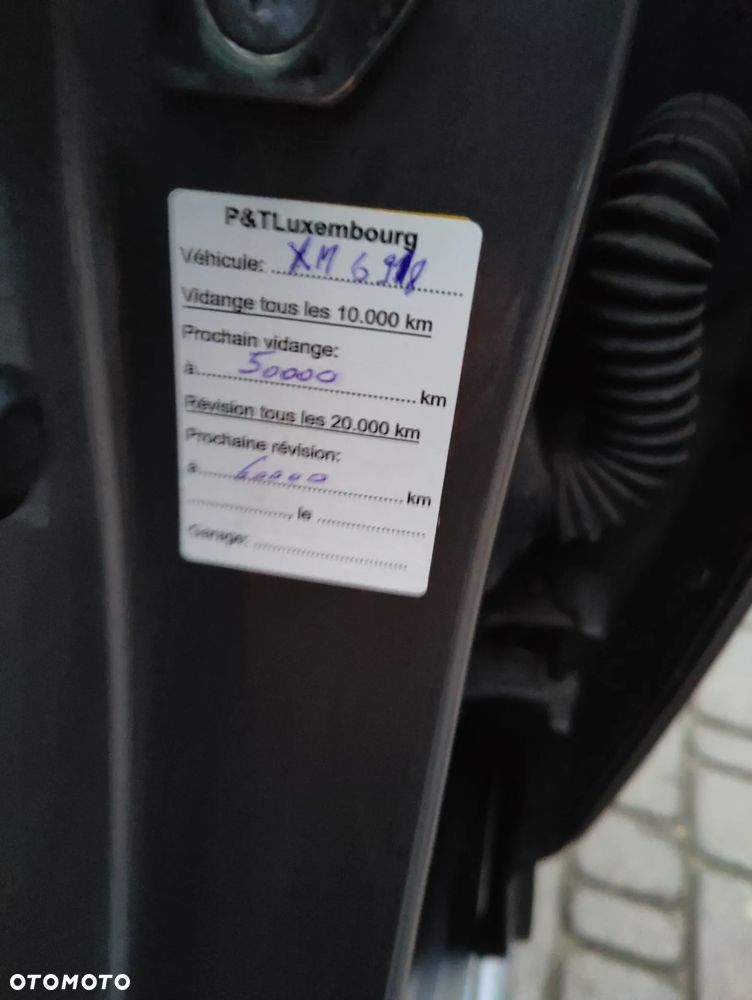 P&TLuxembourg
Véhicule: XM
Vidange tous les 10.000 km
Prochain vidange:
à 50000 km
Révision tous les 20.000 km
Prochaine révision:
à 60000 km
, le
Garage:
OTOMOTO